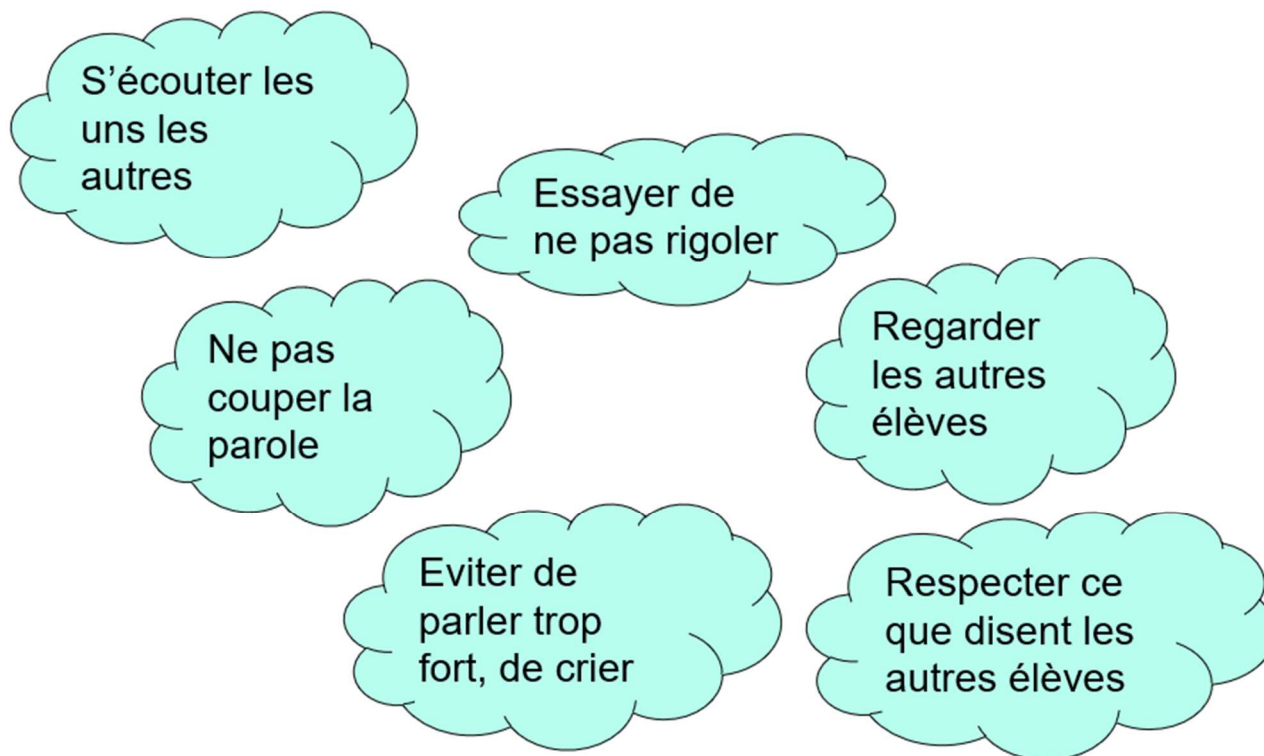 S'écouter les
uns les
autres
Essayer de
ne pas rigoler
Ne pas
couper la
parole
Regarder
les autres
élèves
Eviter de
parler trop
fort, de crier
Respecter ce
que disent les
autres élèves